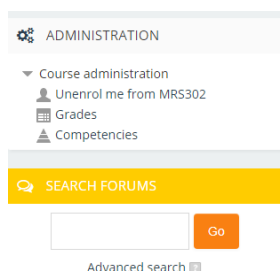 ADMINISTRATION
Course administration
Unenrol me from MRS302
Grades
Competencies
SEARCH FORUMS
Go
Advanced search ?